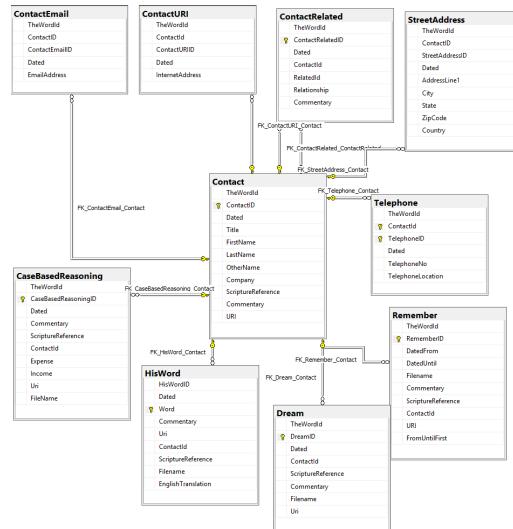 ContactEmail
TheWordId
ContactID
ContactEmailID
Dated
EmailAddress
ContactURI
TheWordId
ContactId
ContactURIID
Dated
InternetAddress
ContactRelated
TheWordId
ContactRelatedID
Dated
ContactId
RelatedId
Relationship
Commentary
StreetAddress
TheWordId
ContactID
StreetAddressID
Dated
AddressLine1
City
State
ZipCode
Country
FK_ContactURI_Contact
FK_ContactRelated_ContactRelated
FK_StreetAddress_Contact
FK_Telephone_Contact
FK_ContactEmail_Contact
Contact
TheWordId
ContactID
Dated
Title
FirstName
LastName
OtherName
Company
ScriptureReference
Commentary
URI
Telephone
TheWordId
ContactId
TelephoneID
Dated
TelephoneNo
TelephoneLocation
CaseBasedReasoning
TheWordId
CaseBasedReasoningID
Dated
Commentary
ScriptureReference
ContactId
Expense
Income
Uri
FileName
FK_CaseBasedReasoning_Contact
FK_HisWord_Contact
FK_Remember_Contact
FK_Dream_Contact
Remember
TheWordId
RememberID
DatedFrom
DatedUntil
Filename
Commentary
ScriptureReference
ContactId
URI
FromUntilFirst
HisWord
HisWordID
Dated
Word
Commentary
Uri
ContactId
ScriptureReference
Filename
EnglishTranslation
Dream
TheWordId
DreamID
Dated
ContactId
ScriptureReference
Commentary
Filename
Uri